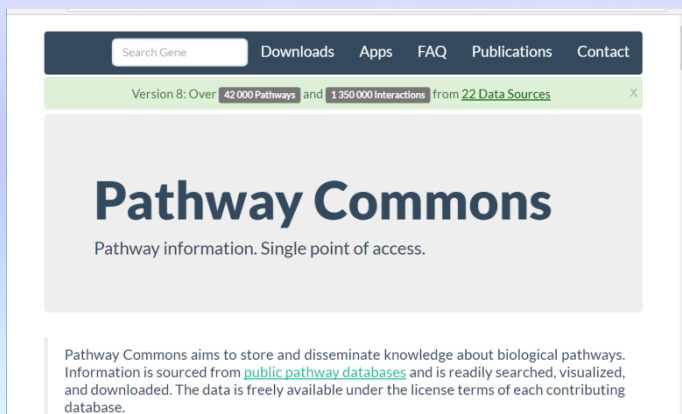 Search Gene Downloads Apps FAQ Publications Contact
Version 8: Over 42 000 Pathways and 1 350 000 Interactions from 22 Data Sources x
Pathway Commons
Pathway information. Single point of access.
Pathway Commons aims to store and disseminate knowledge about biological pathways.
Information is sourced from public pathway databases and is readily searched, visualized,
and downloaded. The data is freely available under the license terms of each contributing
database.